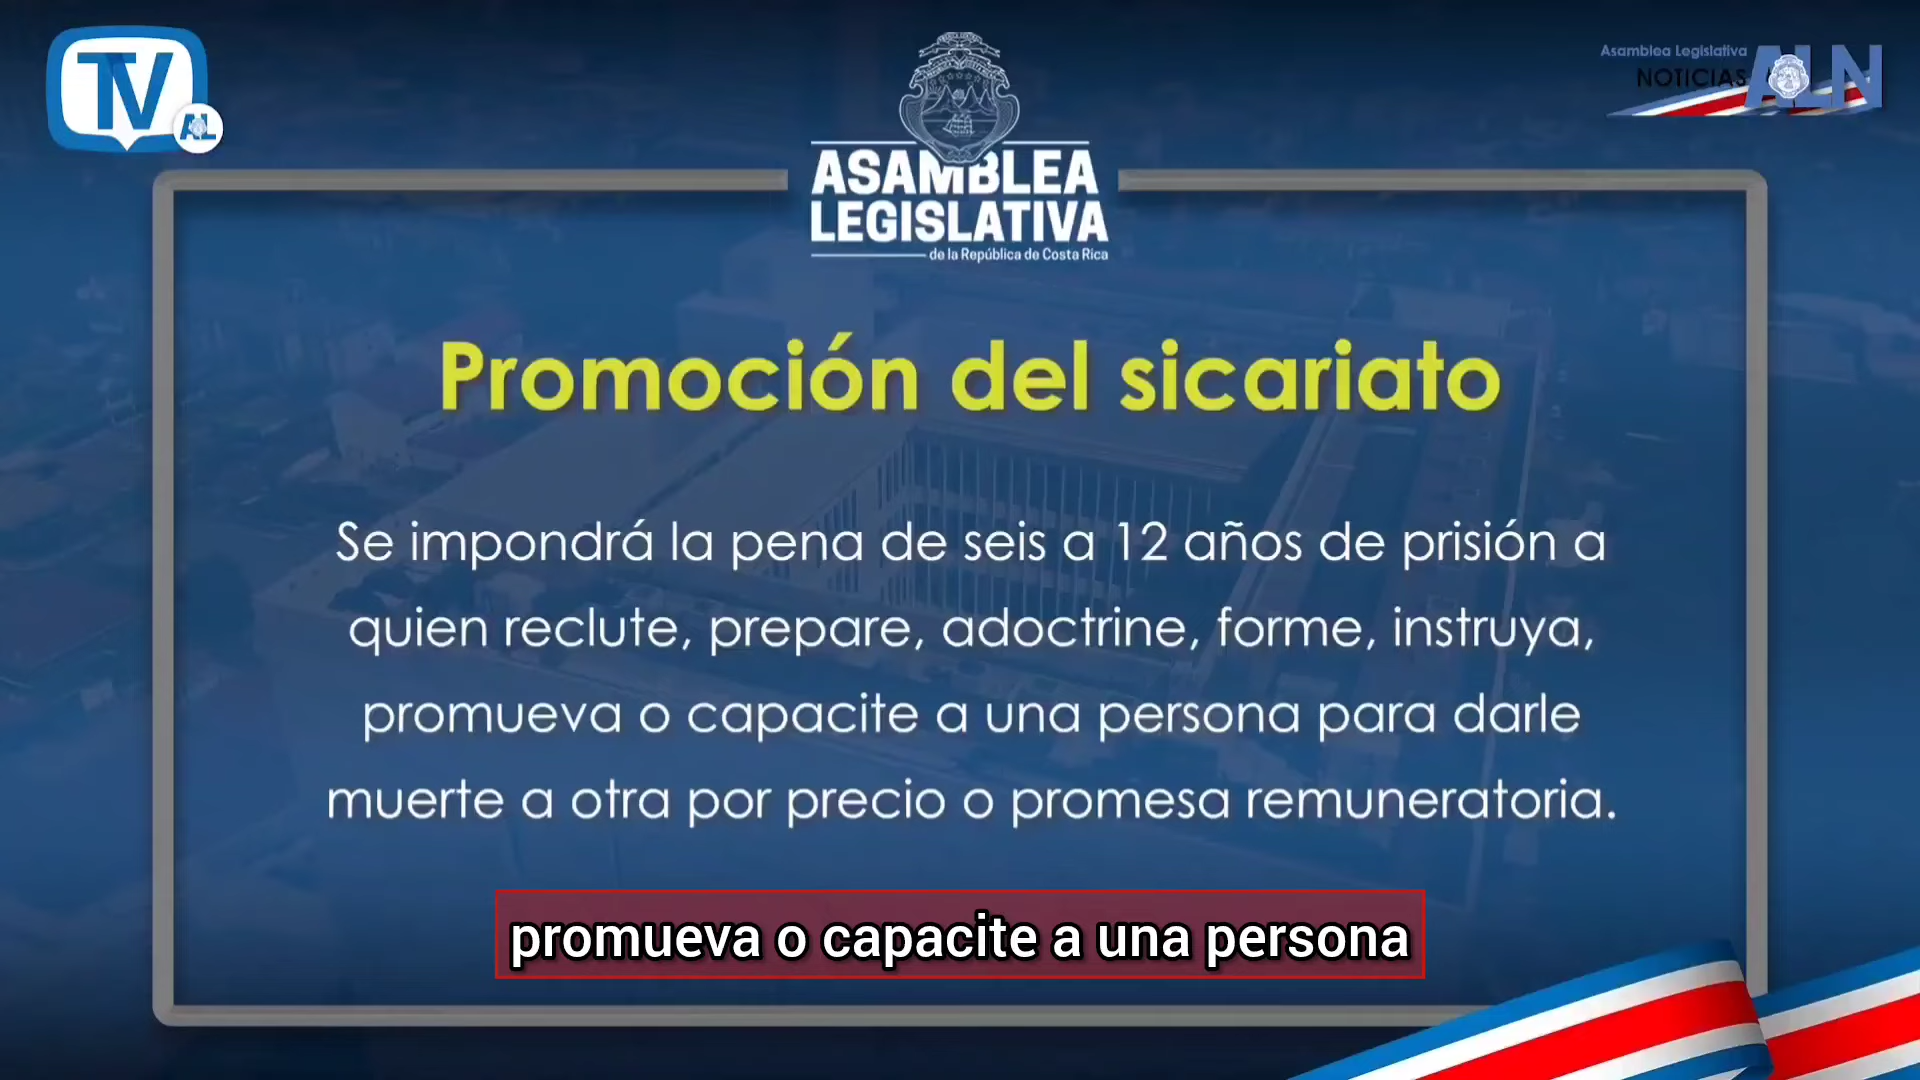 TV
AL
Asamblea Legislativa
NOTICIAS
ALN
ASAMBLEA
LEGISLATIVA
de la República de Costa Rica
Promoción del sicariato
Se impondrá la pena de seis a 12 años de prisión a
quien reclute, prepare, adoctrine, forme, instruya,
promueva o capacite a una persona para darle
muerte a otra por precio o promesa remuneratoria.
promueva o capacite a una persona